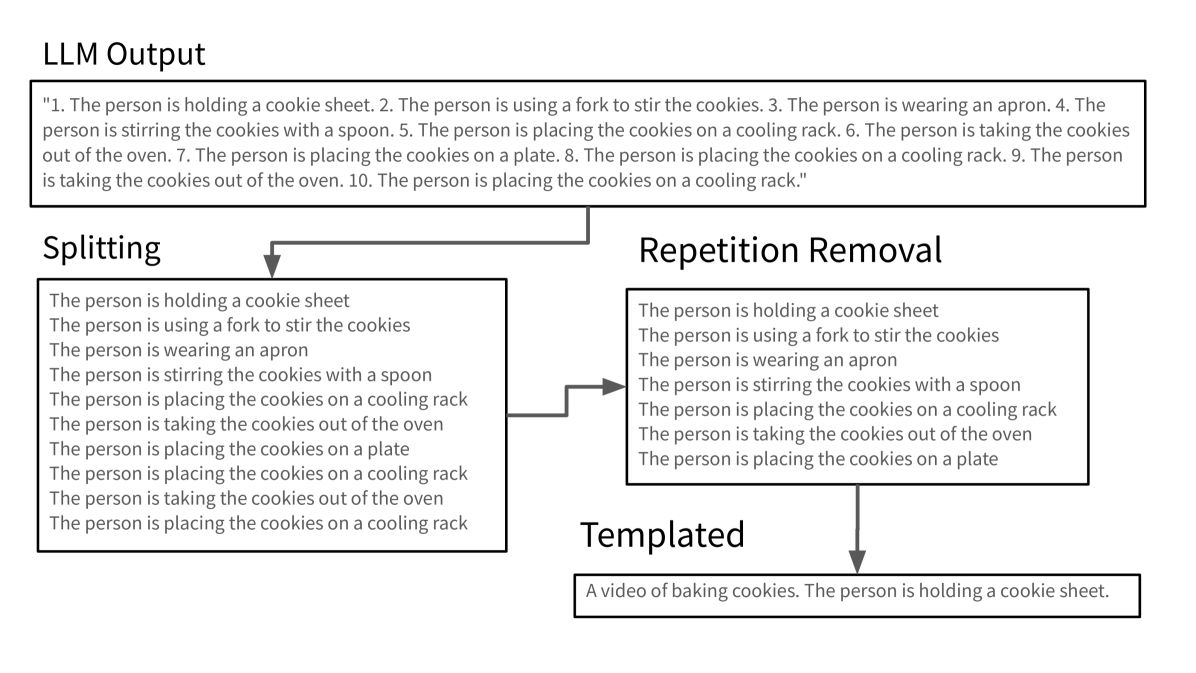 LLM Output
"1. The person is holding a cookie sheet. 2. The person is using a fork to stir the cookies. 3. The person is wearing an apron. 4. The
person is stirring the cookies with a spoon. 5. The person is placing the cookies on a cooling rack. 6. The person is taking the cookies
out of the oven. 7. The person is placing the cookies on a plate. 8. The person is placing the cookies on a cooling rack. 9. The person
is taking the cookies out of the oven. 10. The person is placing the cookies on a cooling rack."
Splitting
The person is holding a cookie sheet
The person is using a fork to stir the cookies
The person is wearing an apron
The person is stirring the cookies with a spoon
The person is placing the cookies on a cooling rack
The person is taking the cookies out of the oven
The person is placing the cookies on a plate
The person is placing the cookies on a cooling rack
The person is taking the cookies out of the oven
The person is placing the cookies on a cooling rack
Repetition Removal
The person is holding a cookie sheet
The person is using a fork to stir the cookies
The person is wearing an apron
The person is stirring the cookies with a spoon
The person is placing the cookies on a cooling rack
The person is taking the cookies out of the oven
The person is placing the cookies on a plate
Templated
A video of baking cookies. The person is holding a cookie sheet.